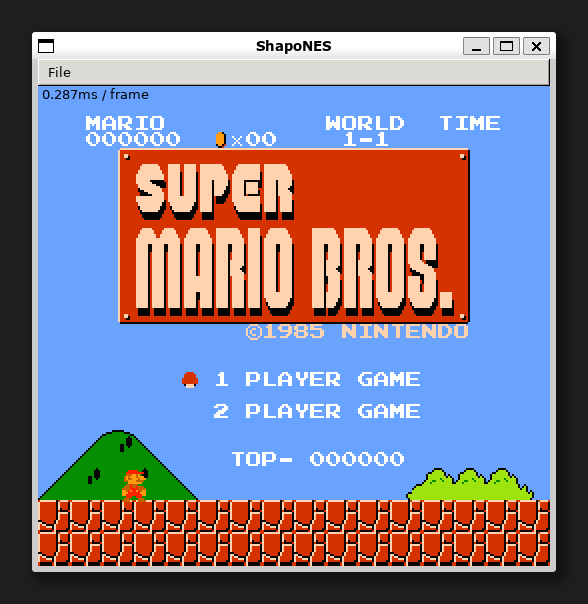 ShapoNES
File
0.287ms / frame
MARIO WORLD TIME
000000 ×00 1-1
SUPER
MARIO BROS.
©1985 NINTENDO
1 PLAYER GAME
2 PLAYER GAME
TOP- 000000